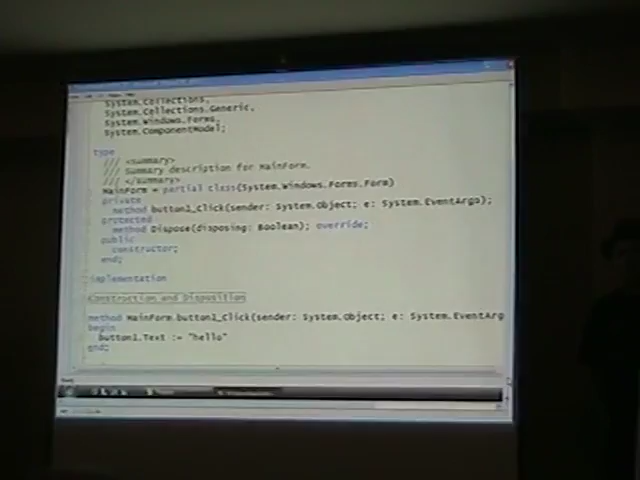 System.Collections,
System.Collections.Generic,
System.Windows.Forms,
System.ComponentModel;
type
/// <summary>
/// Summary description for MainForm.
/// </summary>
MainForm = partial class(System.Windows.Forms.Form)
private
method button1_Click(sender: System.Object; e: System.EventArgs);
protected
method Dispose(disposing: Boolean); override;
public
constructor;
end;
implementation
Construction and Disposition
method MainForm.button1_Click(sender: System.Object; e: System.EventArg
begin
button1.Text := "hello"
end;